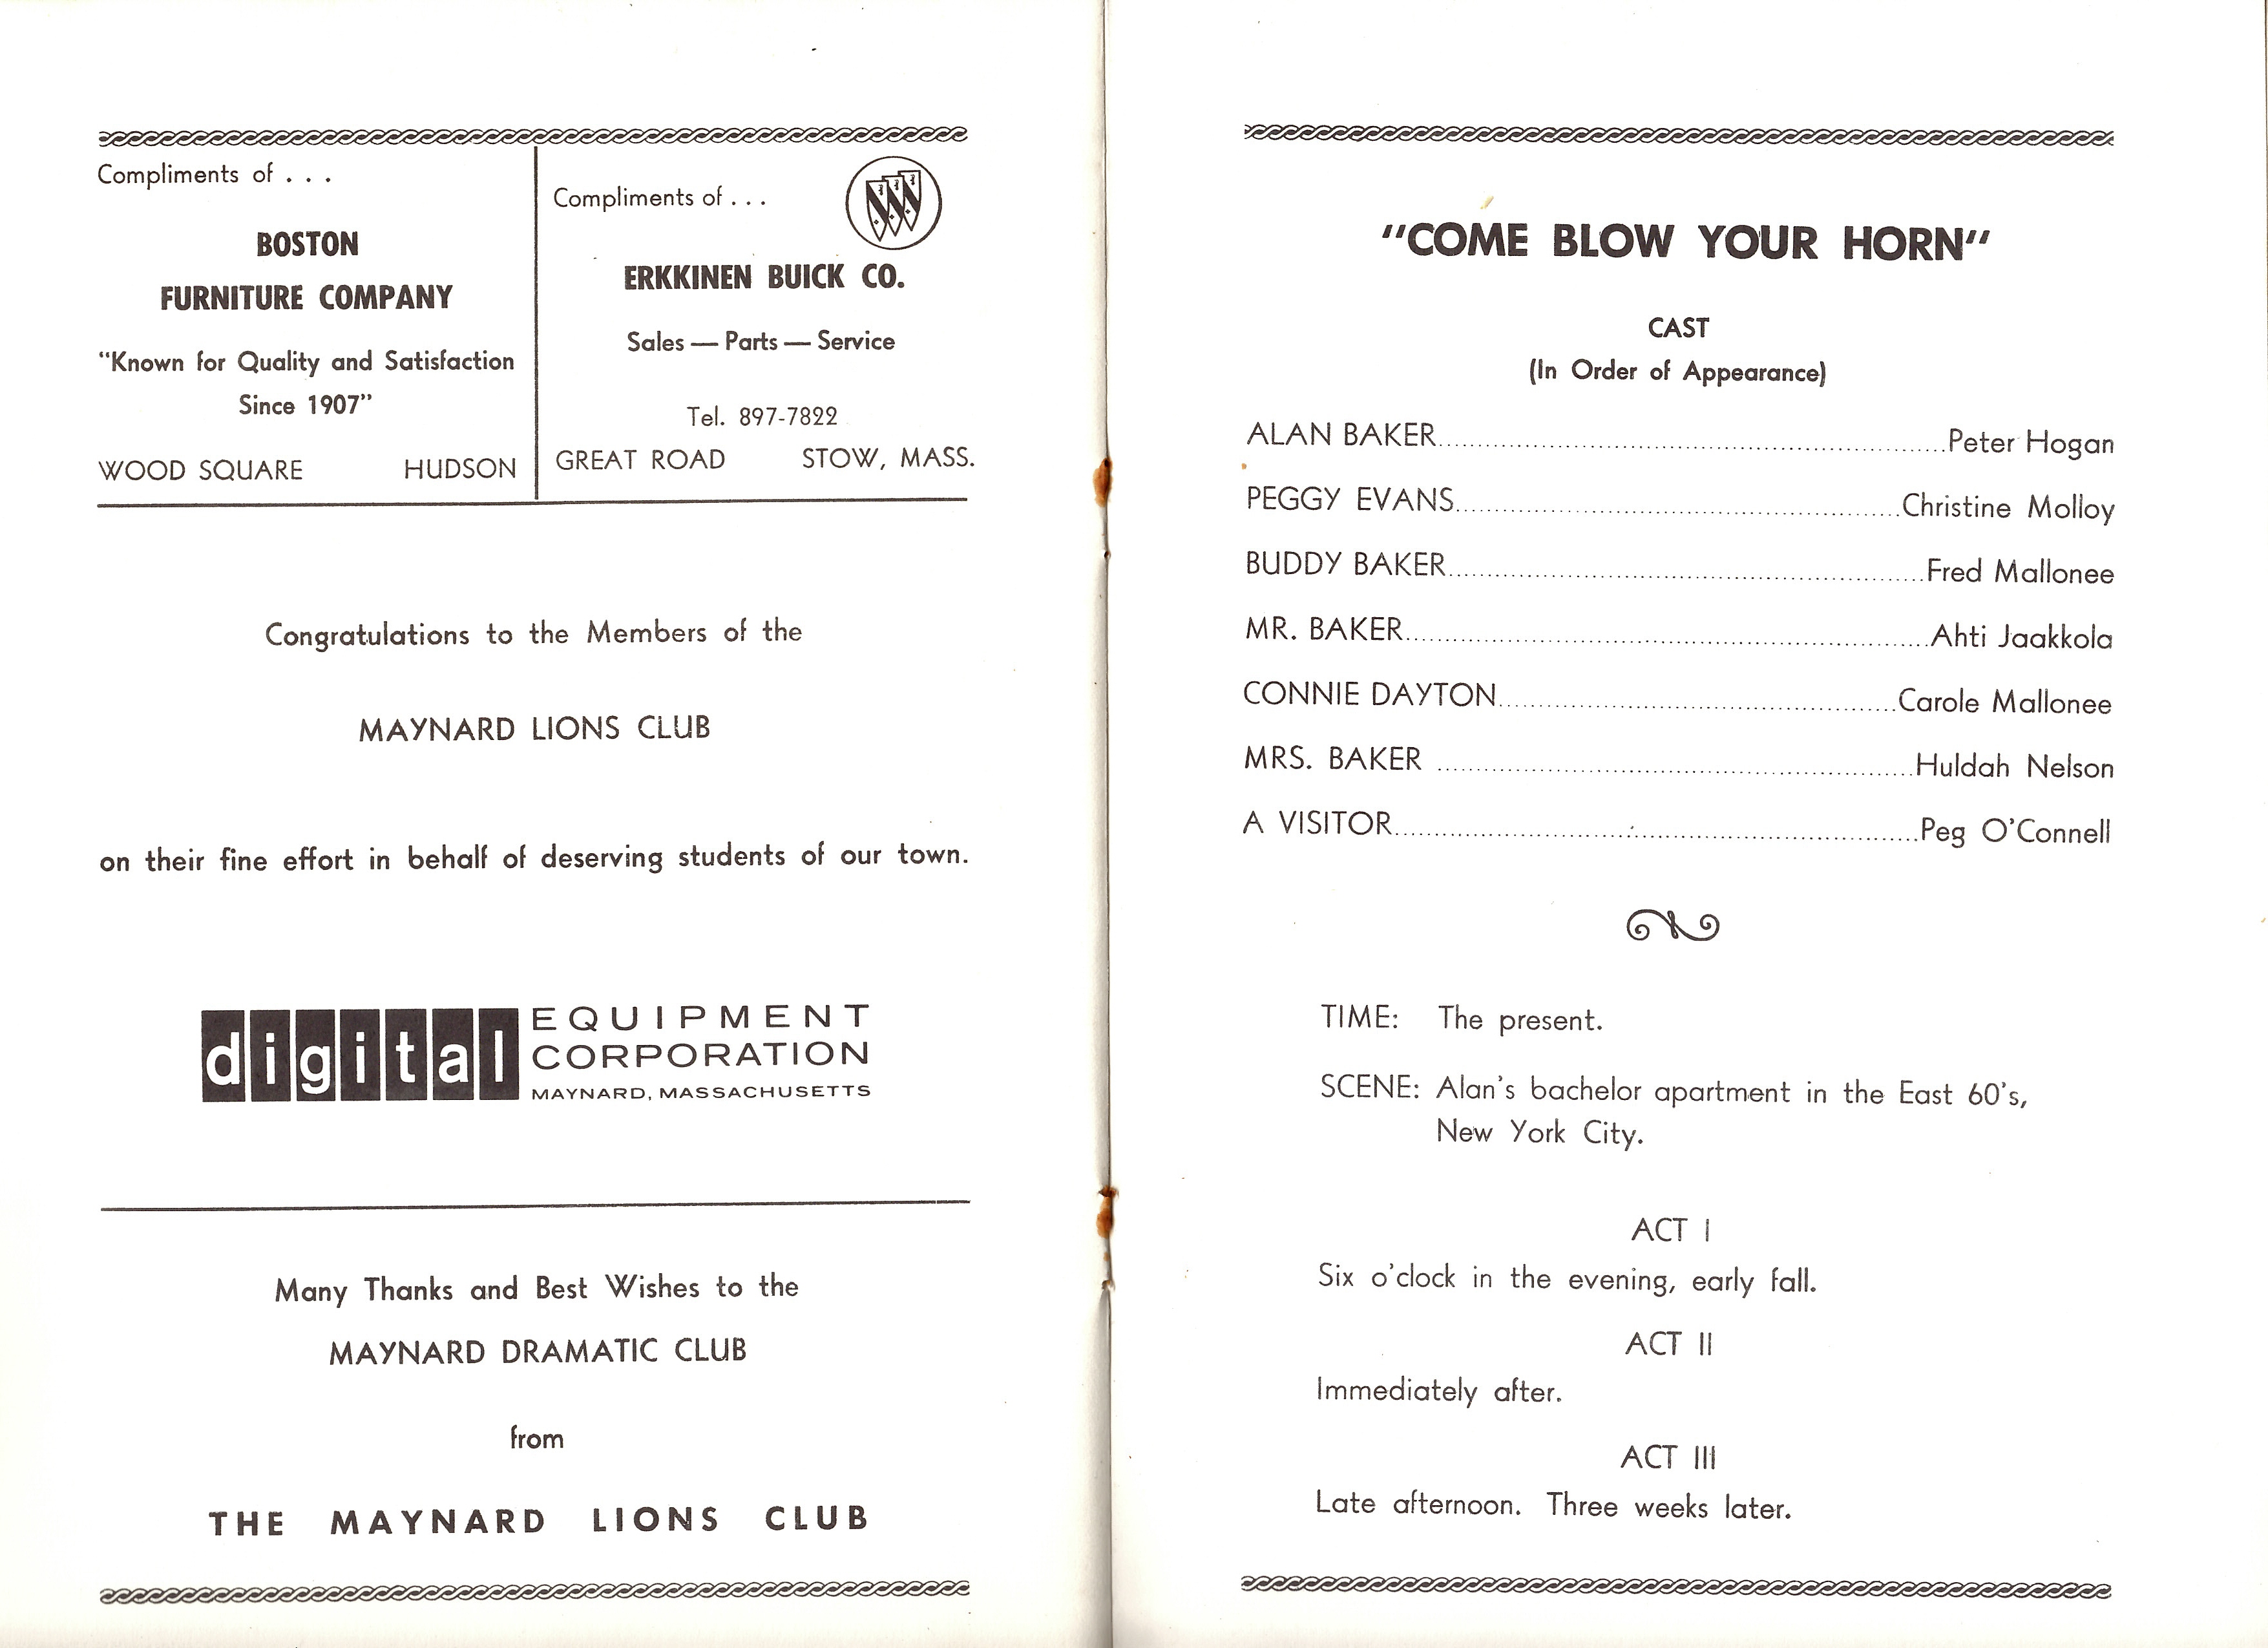 Compliments of . . .
BOSTON
FURNITURE COMPANY
"Known for Quality and Satisfaction
Since 1907"
WOOD SQUARE HUDSON
Compliments of . . .
ERKKINEN BUICK CO.
Sales — Parts — Service
Tel. 897-7822
GREAT ROAD STOW, MASS.
Congratulations to the Members of the
MAYNARD LIONS CLUB
on their fine effort in behalf of deserving students of our town.
digital EQUIPMENT
CORPORATION
MAYNARD, MASSACHUSETTS
Many Thanks and Best Wishes to the
MAYNARD DRAMATIC CLUB
from
THE MAYNARD LIONS CLUB
"COME BLOW YOUR HORN"
CAST
(In Order of Appearance)
ALAN BAKER........Peter Hogan
PEGGY EVANS........Christine Molloy
BUDDY BAKER........Fred Mallonee
MR. BAKER........Ahti Jaakkola
CONNIE DAYTON........Carole Mallonee
MRS. BAKER ........Huldah Nelson
A VISITOR........Peg O'Connell
TIME: The present.
SCENE: Alan's bachelor apartment in the East 60's,
New York City.
ACT I
Six o'clock in the evening, early fall.
ACT II
Immediately after.
ACT III
Late afternoon. Three weeks later.